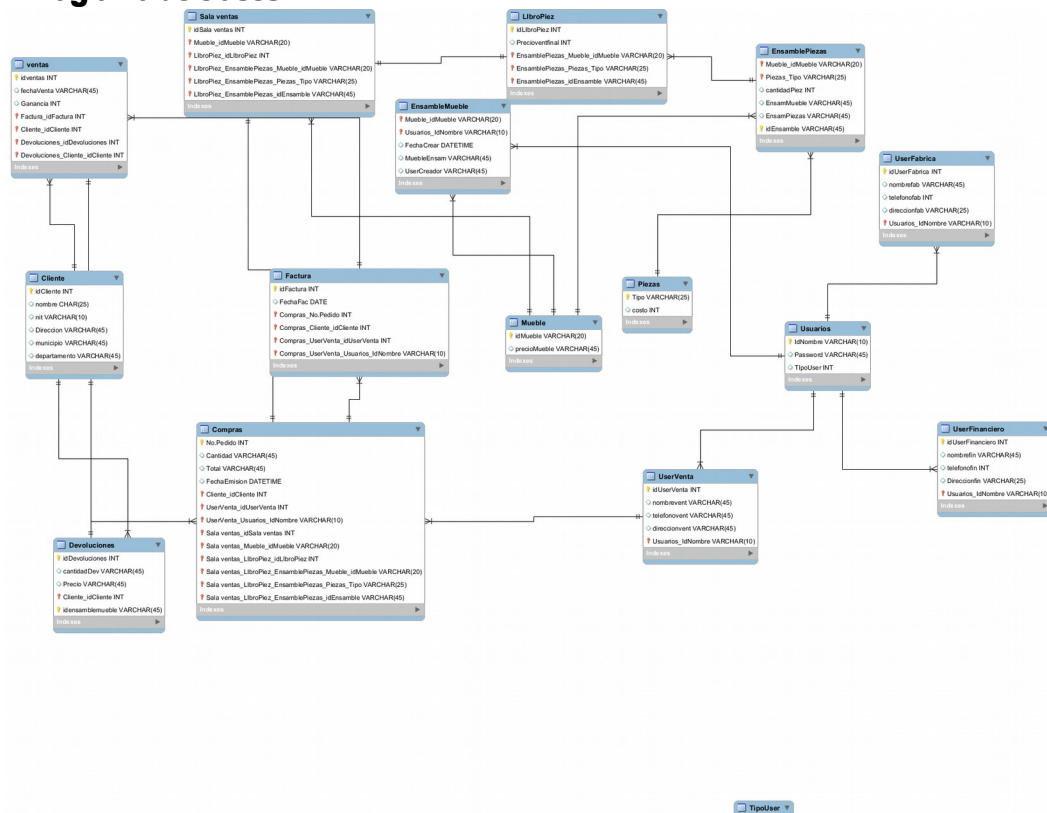 Sala ventas
idSala ventas INT
Mueble_idMueble VARCHAR(20)
LIbroPiez_idLIbroPiez INT
LIbroPiez_EnsamblePiezas_Mueble_idMueble VARCHAR(20)
LIbroPiez_EnsamblePiezas_Piezas_Tipo VARCHAR(25)
LIbroPiez_EnsamblePiezas_idEnsamble VARCHAR(45)
Indexes
LIbroPiez
idLIbroPiez INT
Precioventfinal INT
EnsamblePiezas_Mueble_idMueble VARCHAR(20)
EnsamblePiezas_Piezas_Tipo VARCHAR(25)
EnsamblePiezas_idEnsamble VARCHAR(45)
Indexes
EnsamblePiezas
Mueble_idMueble VARCHAR(20)
Piezas_Tipo VARCHAR(25)
cantidadPiez INT
EnsamMueble VARCHAR(45)
EnsamPiezas VARCHAR(45)
idEnsamble VARCHAR(45)
Indexes
ventas
idventas INT
fechaVenta VARCHAR(45)
Ganancia INT
Factura_idFactura INT
Cliente_idCliente INT
Devoluciones_idDevoluciones INT
Devoluciones_Cliente_idCliente INT
Indexes
EnsambleMueble
Mueble_idMueble VARCHAR(20)
Usuarios_IdNombre VARCHAR(10)
FechaCrear DATETIME
MuebleEnsam VARCHAR(45)
UserCreador VARCHAR(45)
Indexes
UserFabrica
idUserFabrica INT
nombrefab VARCHAR(45)
telefonofab INT
direccionfab VARCHAR(25)
Usuarios_IdNombre VARCHAR(10)
Indexes
Cliente
idCliente INT
nombre CHAR(25)
nit VARCHAR(10)
Direccion VARCHAR(45)
municipio VARCHAR(45)
departamento VARCHAR(45)
Indexes
Factura
idFactura INT
FechaFac DATE
Compras_No.Pedido INT
Compras_Cliente_idCliente INT
Compras_UserVenta_idUserVenta INT
Compras_UserVenta_Usuarios_IdNombre VARCHAR(10)
Indexes
Mueble
idMueble VARCHAR(20)
precioMueble VARCHAR(45)
Indexes
Piezas
Tipo VARCHAR(25)
costo INT
Indexes
Usuarios
IdNombre VARCHAR(10)
Password VARCHAR(45)
TIpoUser INT
Indexes
Compras
No.Pedido INT
Cantidad VARCHAR(45)
Total VARCHAR(45)
FechaEmision DATETIME
Cliente_idCliente INT
UserVenta_idUserVenta INT
UserVenta_Usuarios_IdNombre VARCHAR(10)
Sala ventas_idSala ventas INT
Sala ventas_Mueble_idMueble VARCHAR(20)
Sala ventas_LIbroPiez_idLIbroPiez INT
Sala ventas_LIbroPiez_EnsamblePiezas_Mueble_idMueble VARCHAR(20)
Sala ventas_LIbroPiez_EnsamblePiezas_Piezas_Tipo VARCHAR(25)
Sala ventas_LIbroPiez_EnsamblePiezas_idEnsamble VARCHAR(45)
Indexes
UserFinanciero
idUserFinanciero INT
nombrefin VARCHAR(45)
telefonofin INT
Direccionfin VARCHAR(25)
Usuarios_IdNombre VARCHAR(10
Indexes
UserVenta
idUserVenta INT
nombrevent VARCHAR(45)
telefonovent VARCHAR(45)
direccionvent VARCHAR(45)
Usuarios_IdNombre VARCHAR(10)
Indexes
Devoluciones
idDevoluciones INT
cantidadDev VARCHAR(45)
Precio VARCHAR(45)
Cliente_idCliente INT
idensamblemueble VARCHAR(45)
Indexes
TipoUser